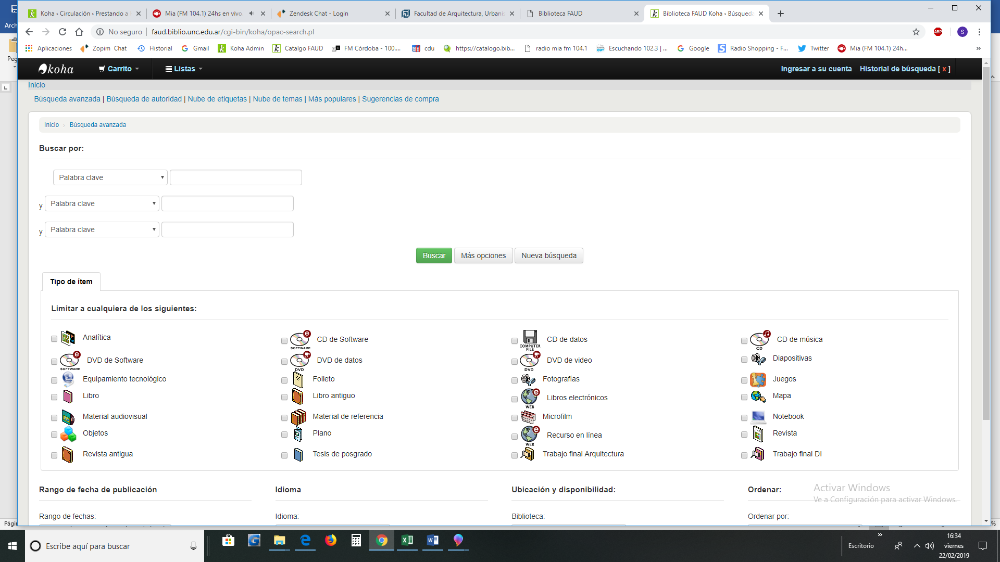 Koha › Circulación › Prestando a
Mia (FM 104.1) 24hs en vivo.
Zendesk Chat - Login
Facultad de Arquitectura, Urbanis
Biblioteca FAUD
Biblioteca FAUD Koha › Búsqueda
Arch
No seguro
faud.biblio.unc.edu.ar/cgi-bin/koha/opac-search.pl
ABP
S
Aplicaciones Zopim Chat Historial Gmail Koha Admin Catalgo FAUD FM Córdoba - 100.... cdu https://catalogo.bib... radio mia fm 104.1 Escuchando 102.3 | ... Google Radio Shopping - F... Twitter Mia (FM 104.1) 24h...
Peg
koha Carrito Listas Ingresar a su cuenta Historial de búsqueda [ x ]
Inicio
Búsqueda avanzada | Búsqueda de autoridad | Nube de etiquetas | Nube de temas | Más populares | Sugerencias de compra
Inicio › Búsqueda avanzada
Buscar por:
Palabra clave
y Palabra clave
y Palabra clave
Buscar Más opciones Nueva búsqueda
Tipo de ítem
Limitar a cualquiera de los siguientes:
Analítica CD de Software CD de datos CD de música
DVD de Software DVD de datos DVD de video Diapositivas
Equipamiento tecnológico Folleto Fotografías Juegos
Libro Libro antiguo Libros electrónicos Mapa
Material audiovisual Material de referencia Microfilm Notebook
Objetos Plano Recurso en línea Revista
Revista antigua Tesis de posgrado Trabajo final Arquitectura Trabajo final DI
Rango de fecha de publicación Idioma Ubicación y disponibilidad: Ordenar:
Activar Windows
Ve a Configuración para activar Windows.
Rango de fechas: Idioma: Biblioteca: Ordenar por:
Págin
%
Escribe aquí para buscar
Escritorio
16:34
viernes
22/02/2019